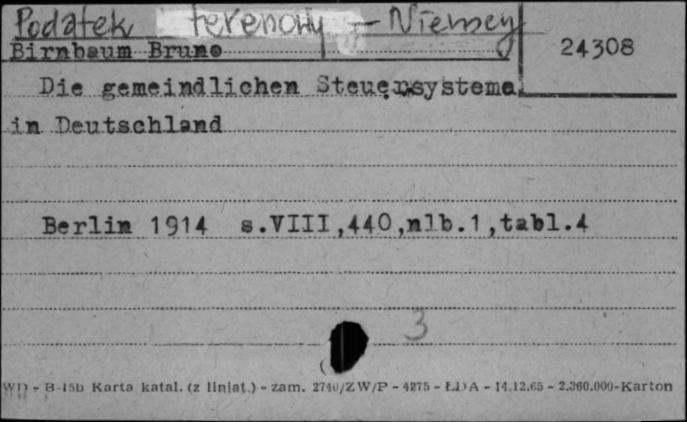 Podatek terenowy - Niemcy
Birnbaum Bruno
24308
Die gemeindlichen Steuersysteme
in Deutschland
Berlin 1914 s.VIII,440,nlb.1,tabl.4
3
WD - B-15b Karta katal. (z liniat.) - zam. 2740/ZW/P - 4275 - ŁDA - 14.12.65 - 2.360.000-Karton